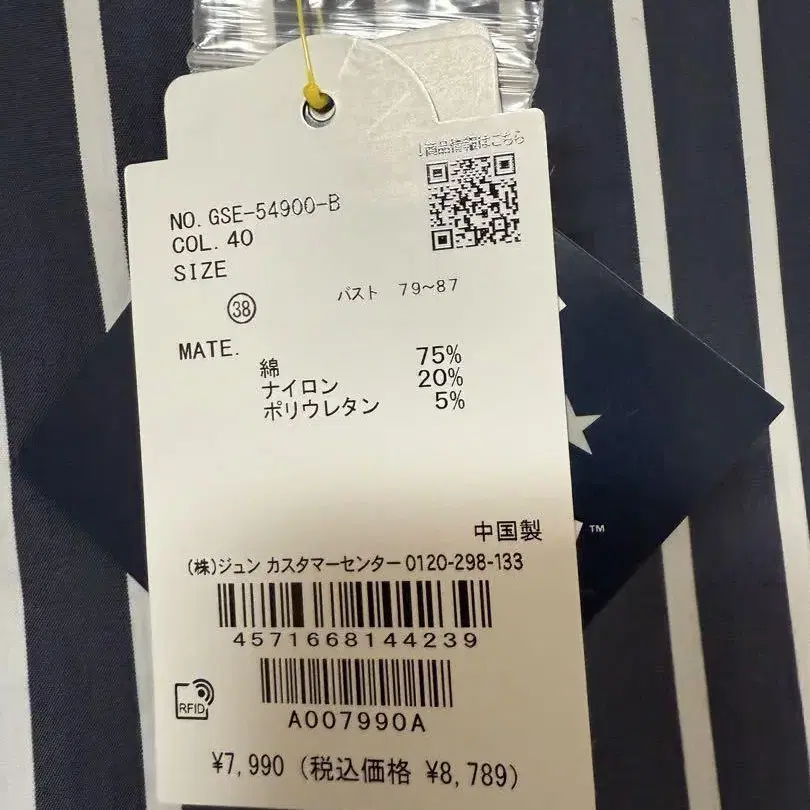 ！商品情報はこちら
NO. GSE-54900-B
COL. 40
SIZE
38 バスト 79~87
MATE.
綿 75%
ナイロン 20%
ポリウレタン 5%
中国製
TM
(株)ジュン カスタマーセンター 0120-298-133
4571668144239
RFID
A007990A
¥7,990 (税込価格 ¥8,789)